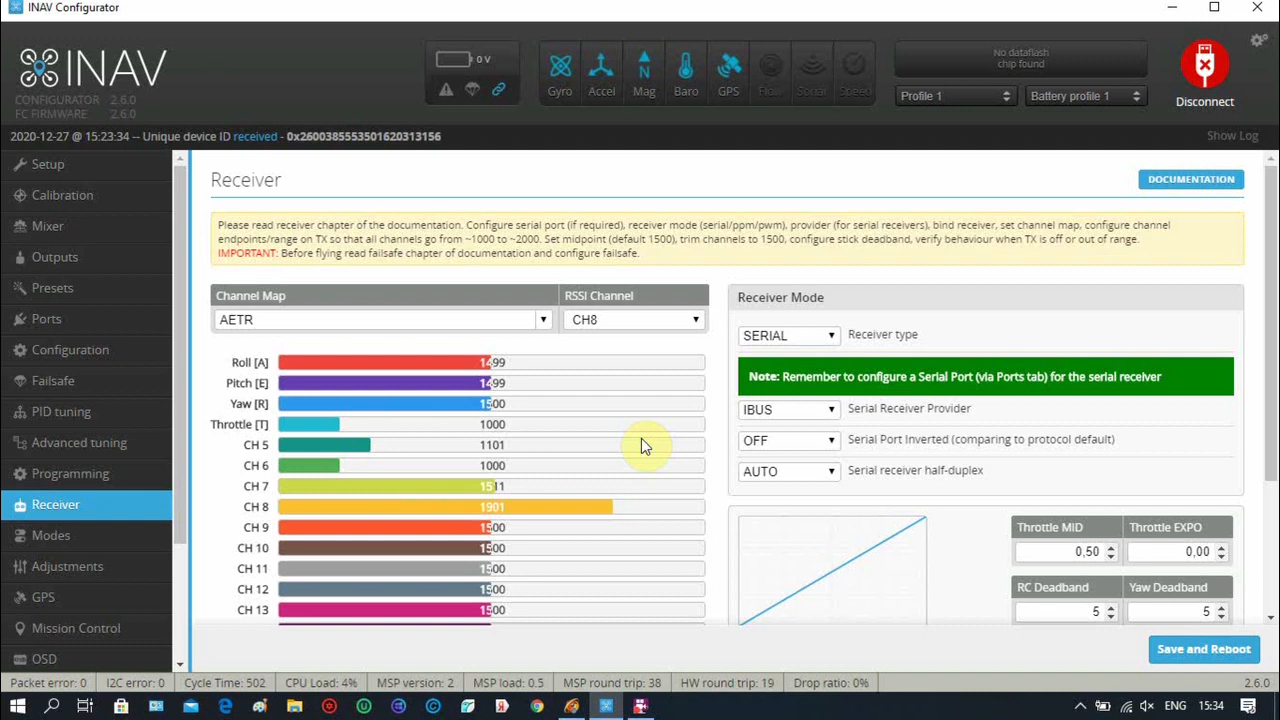 INAV Configurator
INAV
CONFIGURATOR 2.6.0
FC FIRMWARE 2.6.0
0 V
Gyro Accel Mag Baro GPS Flow Sonar Speed
No dataflash
chip found
Profile 1 Battery profile 1
Disconnect
2020-12-27 @ 15:23:34 -- Unique device ID received - 0x2600385553501620313156
Show Log
Setup
Calibration
Mixer
Outputs
Presets
Ports
Configuration
Failsafe
PID tuning
Advanced tuning
Programming
Receiver
Modes
Adjustments
GPS
Mission Control
OSD
Receiver
DOCUMENTATION
Please read receiver chapter of the documentation. Configure serial port (if required), receiver mode (serial/ppm/pwm), provider (for serial receivers), bind receiver, set channel map, configure channel
endpoints/range on TX so that all channels go from ~1000 to ~2000. Set midpoint (default 1500), trim channels to 1500, configure stick deadband, verify behaviour when TX is off or out of range.
IMPORTANT: Before flying read failsafe chapter of documentation and configure failsafe.
Channel Map RSSI Channel
AETR CH8
Roll [A] 1499
Pitch [E] 1499
Yaw [R] 1500
Throttle [T] 1000
CH 5 1101
CH 6 1000
CH 7 1511
CH 8 1901
CH 9 1500
CH 10 1500
CH 11 1500
CH 12 1500
CH 13 1500
Receiver Mode
SERIAL Receiver type
Note: Remember to configure a Serial Port (via Ports tab) for the serial receiver
IBUS Serial Receiver Provider
OFF Serial Port Inverted (comparing to protocol default)
AUTO Serial receiver half-duplex
Throttle MID Throttle EXPO
0,50 0,00
RC Deadband Yaw Deadband
5 5
Save and Reboot
Packet error: 0 I2C error: 0 Cycle Time: 502 CPU Load: 4% MSP version: 2 MSP load: 0.5 MSP round trip: 38 HW round trip: 19 Drop ratio: 0% 2.6.0
ENG 15:34